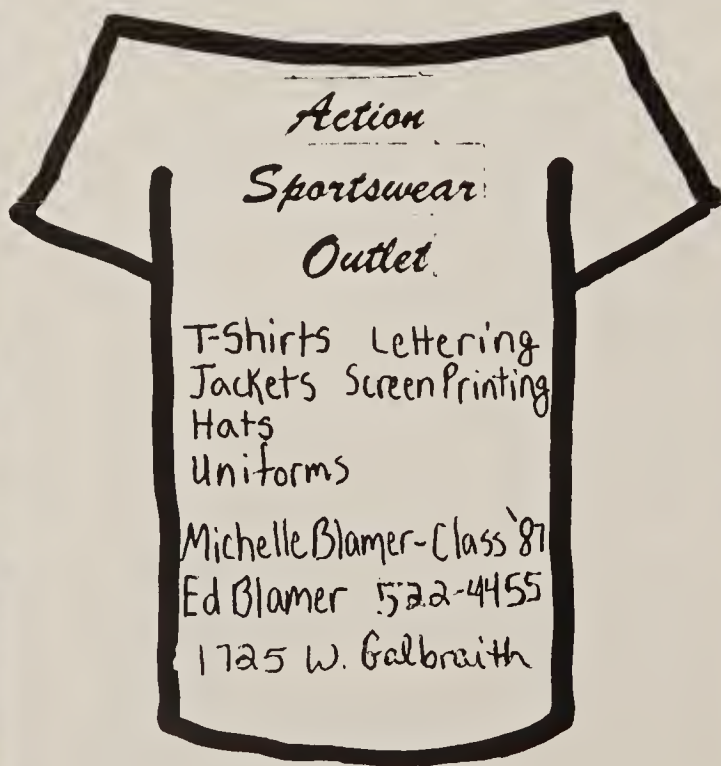 Action
Sportswear
Outlet
T-Shirts Lettering
Jackets Screen Printing
Hats
Uniforms
Michelle Blamer-Class '87
Ed Blamer 522-4455
1725 W. Galbraith